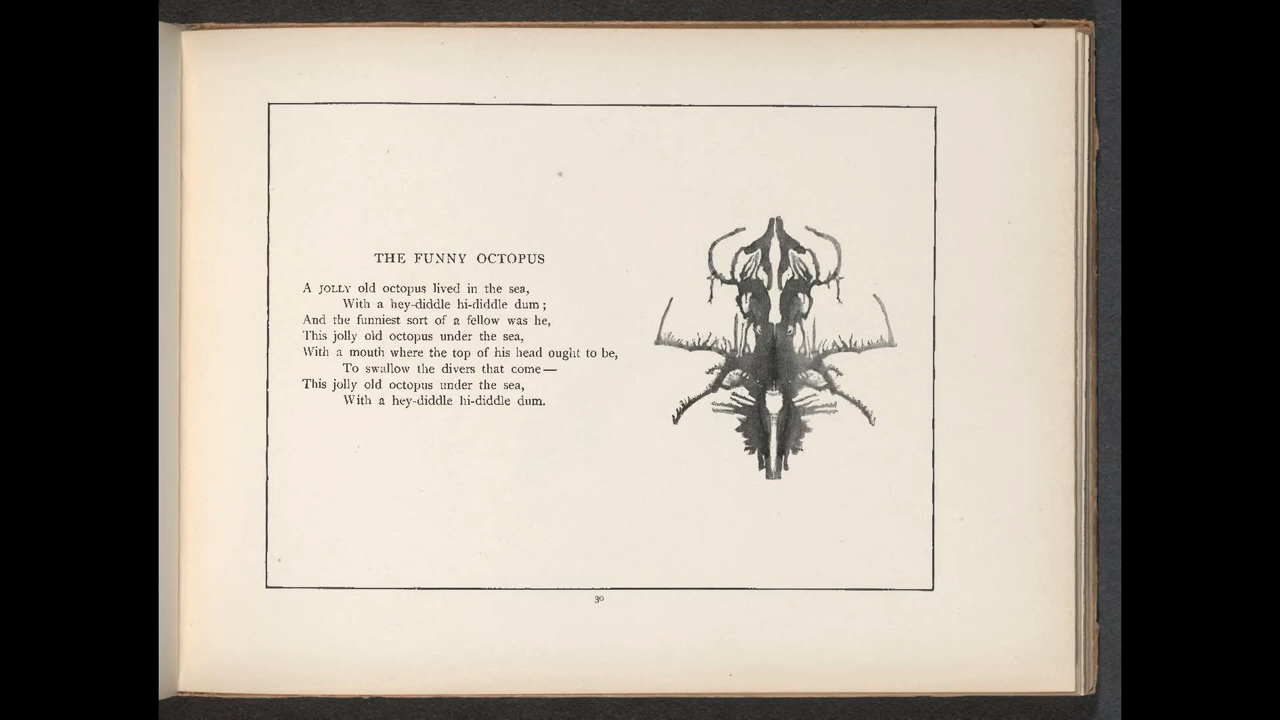 THE FUNNY OCTOPUS
A JOLLY old octopus lived in the sea,
With a hey-diddle hi-diddle dum;
And the funniest sort of a fellow was he,
This jolly old octopus under the sea,
With a mouth where the top of his head ought to be,
To swallow the divers that come—
This jolly old octopus under the sea,
With a hey-diddle hi-diddle dum.
30